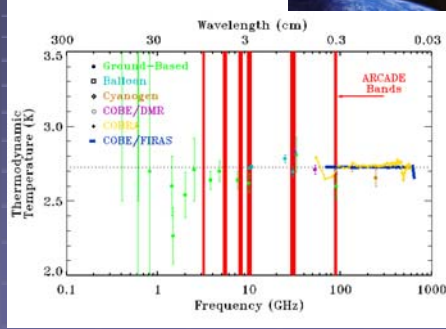 Wavelength (cm)
300 30 3 0.3 0.03
3.5
3.0
2.5
2.0
Thermodynamic
Temperature (K)
Ground-Based
Balloon
Cyanogen
COBE/DMR
COBRA
COBE/FIRAS
ARCADE
Bands
0.1 1 10 100 1000
Frequency (GHz)